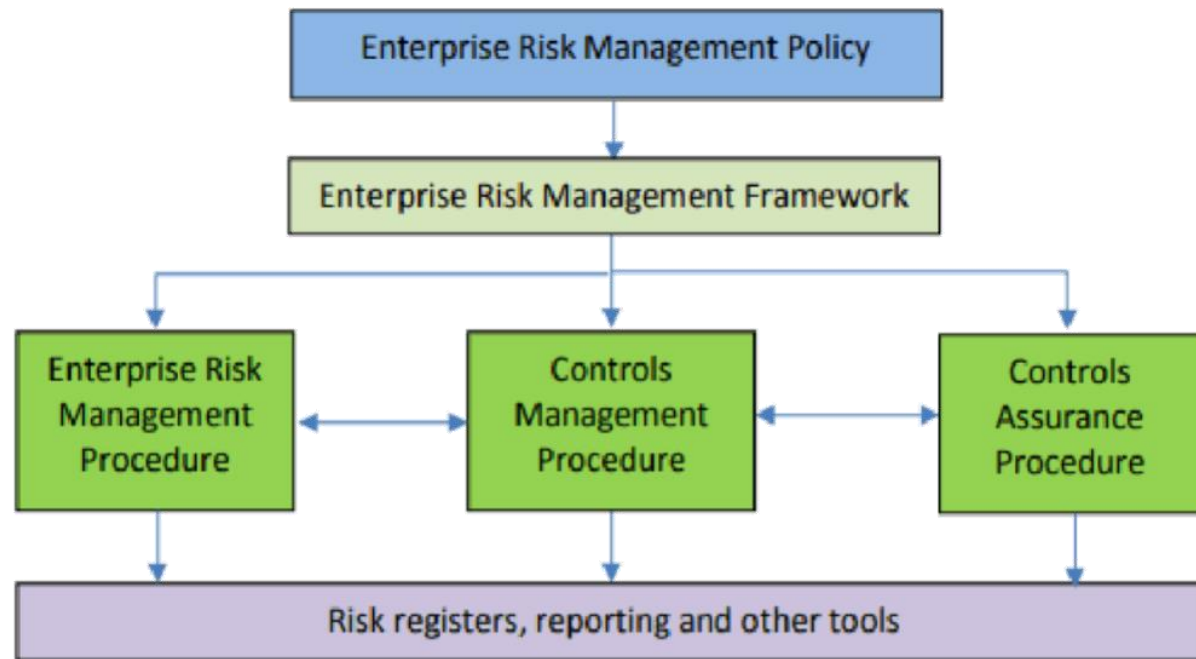 Enterprise Risk Management Policy
Enterprise Risk Management Framework
Enterprise Risk
Management
Procedure
Controls
Management
Procedure
Controls
Assurance
Procedure
Risk registers, reporting and other tools